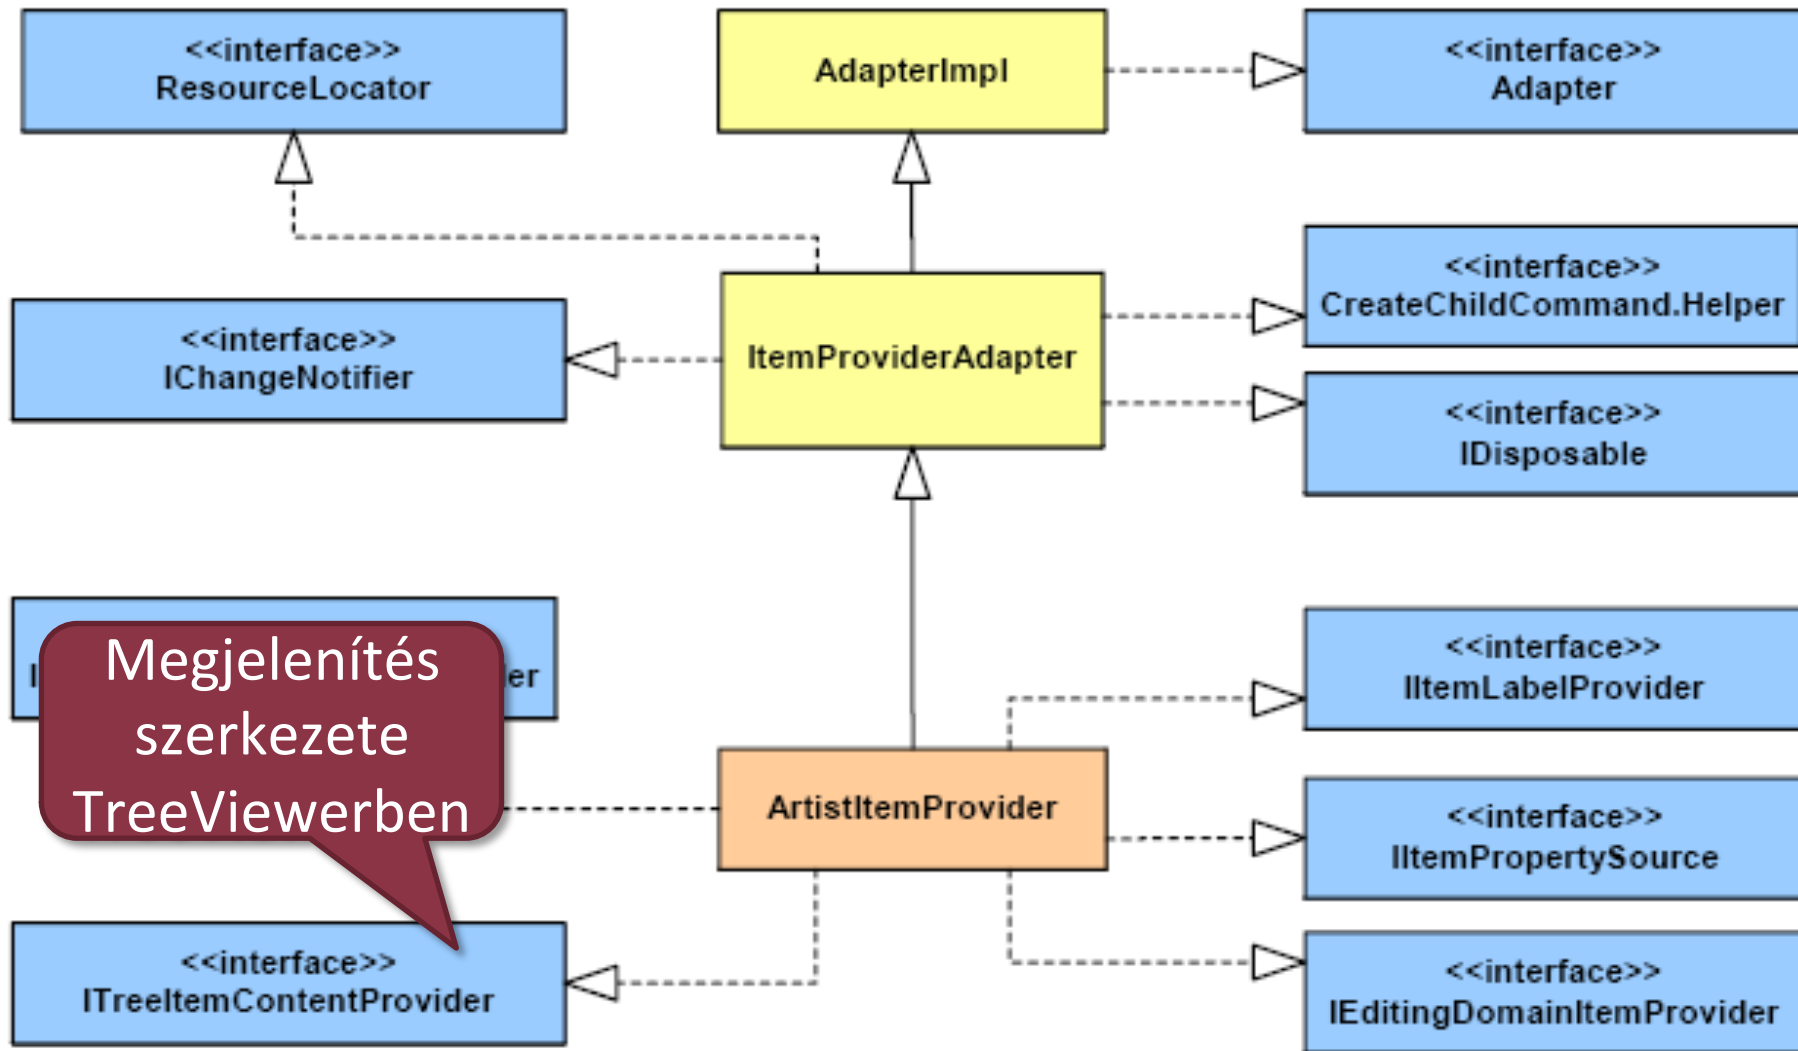 <<interface>>
ResourceLocator
AdapterImpl
<<interface>>
Adapter
<<interface>>
IChangeNotifier
ItemProviderAdapter
<<interface>>
CreateChildCommand.Helper
<<interface>>
IDisposable
Megjelenítés
szerkezete
TreeViewerben
<<interface>>
IItemLabelProvider
ArtistItemProvider
<<interface>>
IItemPropertySource
<<interface>>
ITreeItemContentProvider
<<interface>>
IEditingDomainItemProvider